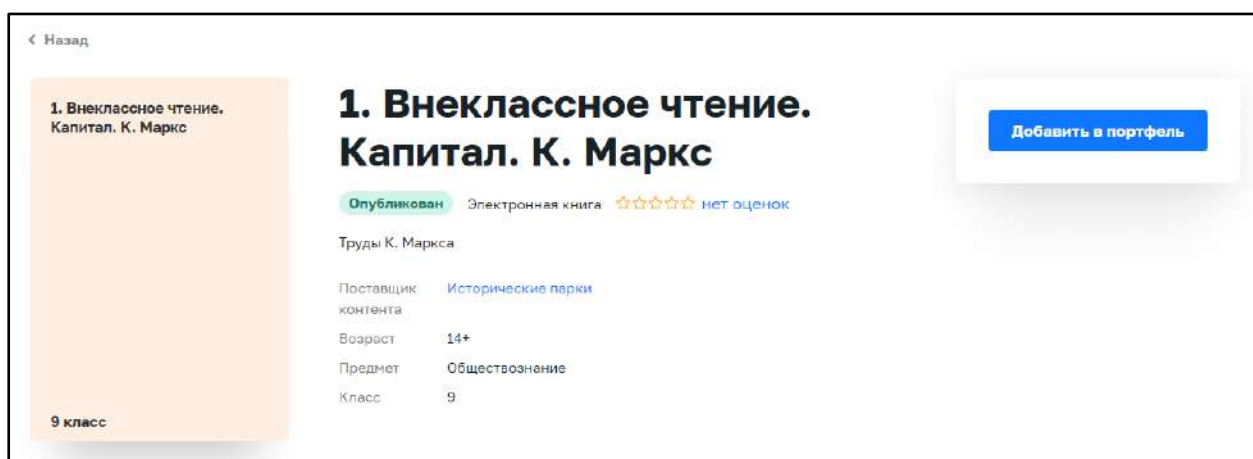 Назад
1. Внеклассное чтение.
Капитал. К. Маркс
9 класс
1. Внеклассное чтение.
Капитал. К. Маркс
Опубликован Электронная книга нет оценок
Труды К. Маркса
Поставщик контента Исторические парки
Возраст 14+
Предмет Обществознание
Класс 9
Добавить в портфель